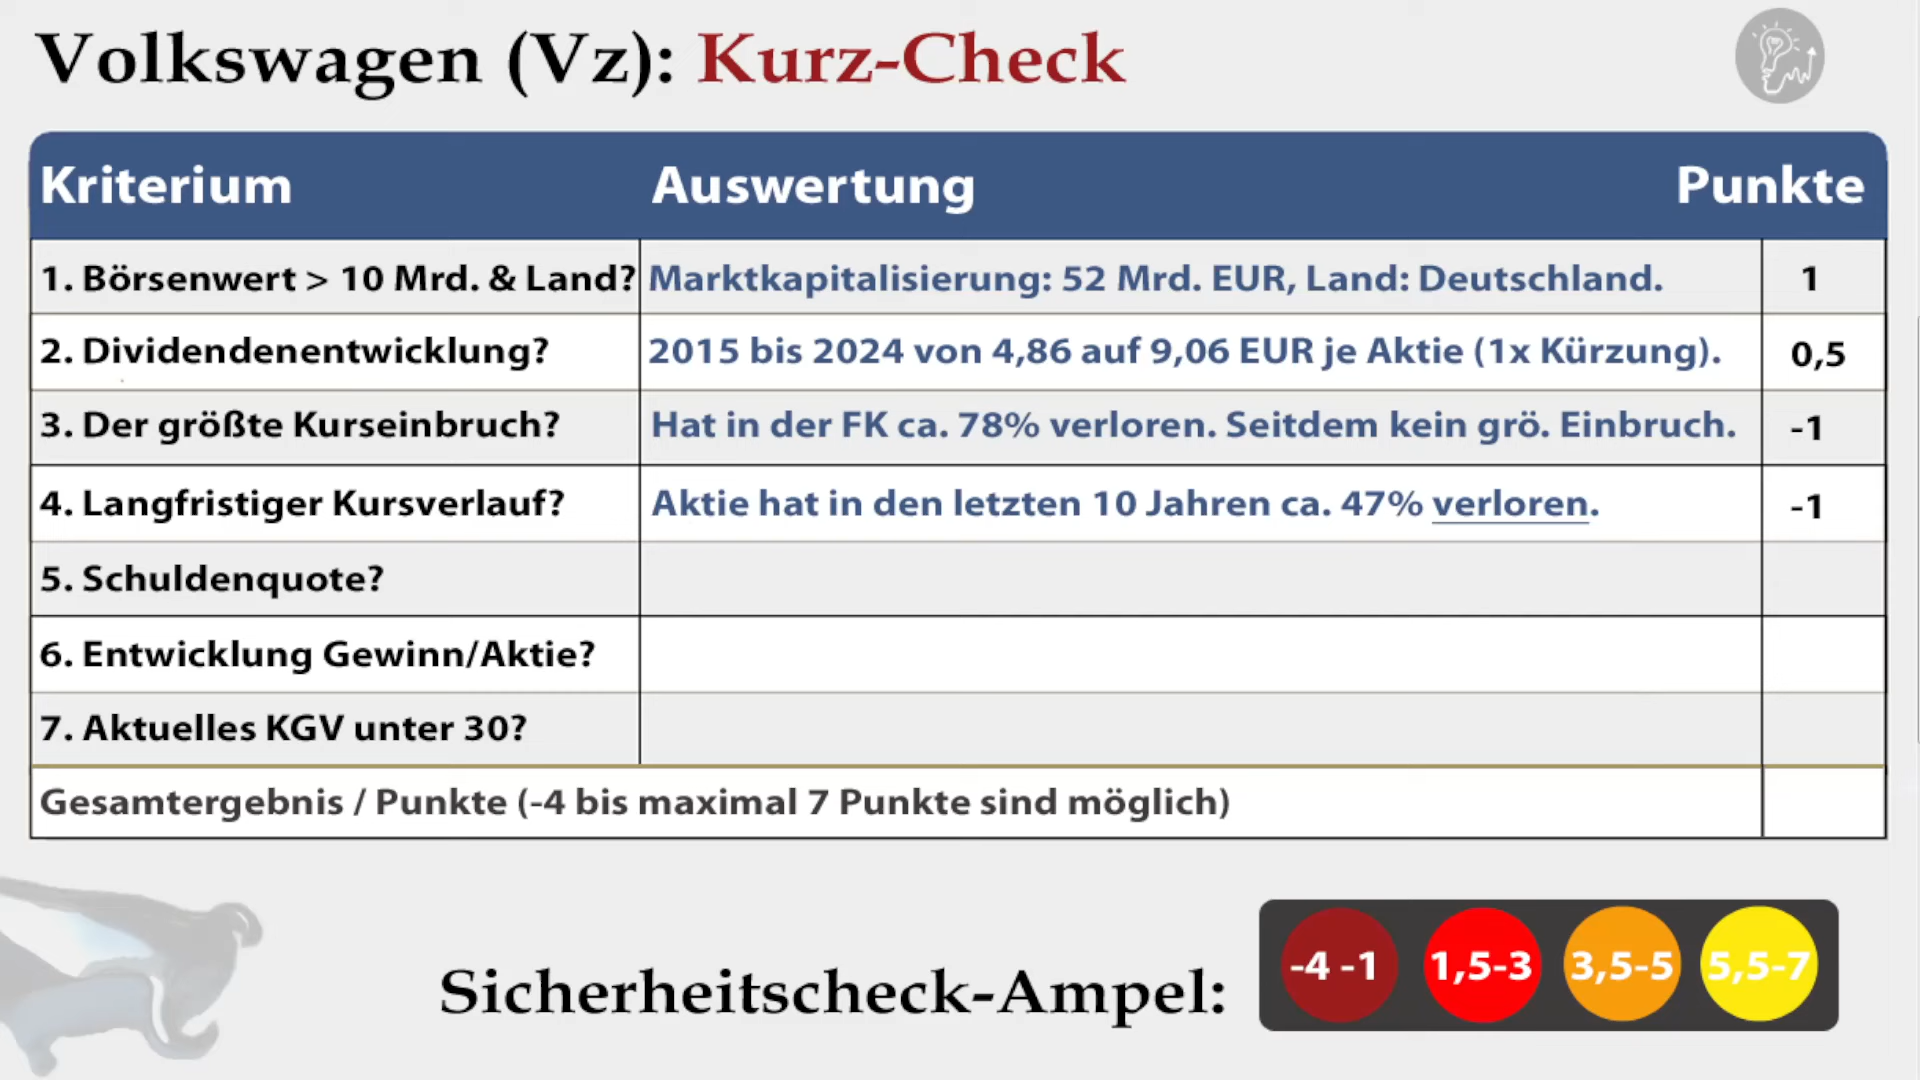 Volkswagen (Vz): Kurz-Check
Kriterium Auswertung Punkte
1. Börsenwert > 10 Mrd. & Land? Marktkapitalisierung: 52 Mrd. EUR, Land: Deutschland. 1
2. Dividendenentwicklung? 2015 bis 2024 von 4,86 auf 9,06 EUR je Aktie (1x Kürzung). 0,5
3. Der größte Kurseinbruch? Hat in der FK ca. 78% verloren. Seitdem kein grö. Einbruch. -1
4. Langfristiger Kursverlauf? Aktie hat in den letzten 10 Jahren ca. 47% verloren. -1
5. Schuldenquote?
6. Entwicklung Gewinn/Aktie?
7. Aktuelles KGV unter 30?
Gesamtergebnis / Punkte (-4 bis maximal 7 Punkte sind möglich)
Sicherheitscheck-Ampel: -4 -1 1,5-3 3,5-5 5,5-7